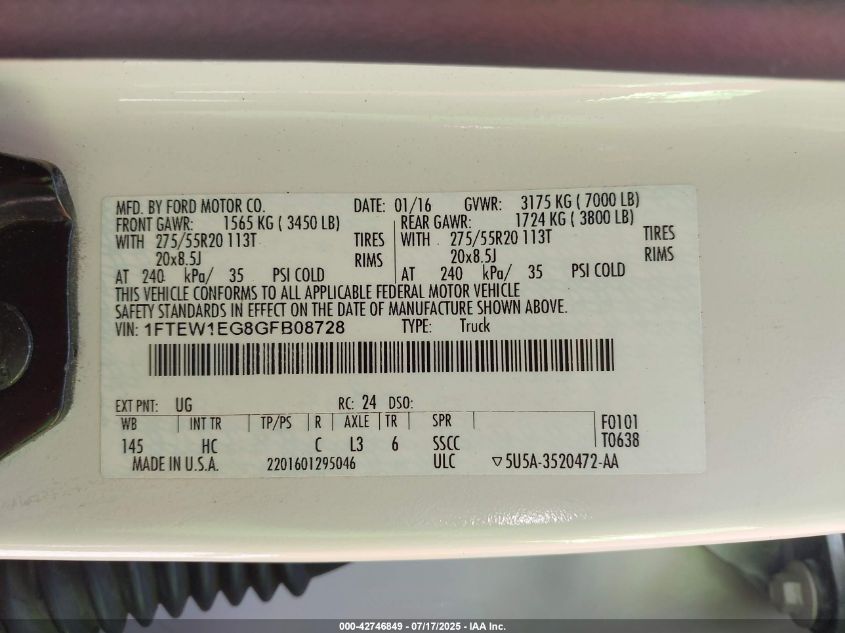 MFD. BY FORD MOTOR CO. DATE: 01/16 GVWR: 3175 KG ( 7000 LB)
FRONT GAWR: 1565 KG ( 3450 LB) REAR GAWR: 1724 KG ( 3800 LB)
WITH 275/55R20 113T TIRES WITH 275/55R20 113T TIRES
20x8.5J RIMS 20x8.5J RIMS
AT 240 kPa/ 35 PSI COLD AT 240 kPa/ 35 PSI COLD
THIS VEHICLE CONFORMS TO ALL APPLICABLE FEDERAL MOTOR VEHICLE
SAFETY STANDARDS IN EFFECT ON THE DATE OF MANUFACTURE SHOWN ABOVE.
VIN: 1FTEW1EG8GFB08728 TYPE: Truck
EXT PNT: UG RC: 24 DSO:
WB INT TR TP/PS R AXLE TR SPR F0101
145 HC C L3 6 SSCC T0638
MADE IN U.S.A. 2201601295046 ULC ▽5U5A-3520472-AA
000-42746849 - 07/17/2025 - IAA Inc.